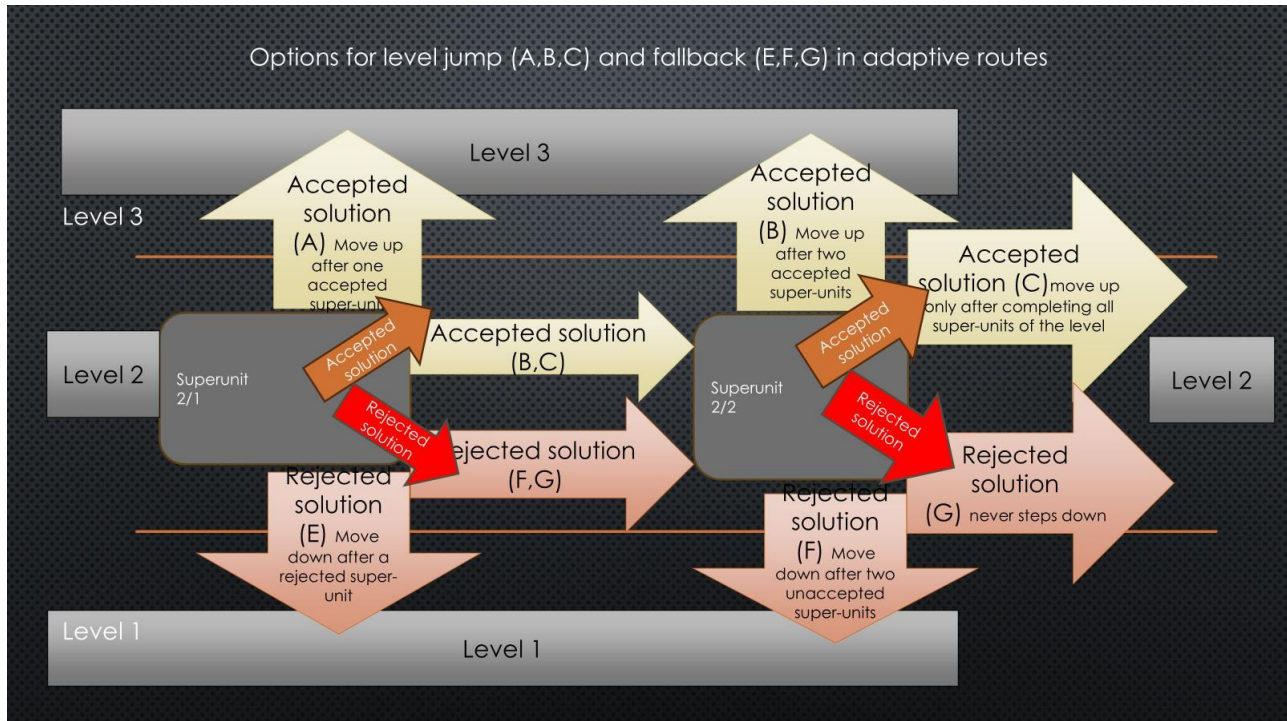 Options for level jump (A,B,C) and fallback (E,F,G) in adaptive routes
Level 3
Level 3
Accepted
solution
(A) Move up
after one
accepted
super-unit
Accepted
solution
(B) Move up
after two
accepted
super-units
Accepted
solution (C) move up
only after completing all
super-units of the level
Level 2
Superunit
2/1
Accepted
solution
Rejected
solution
Accepted solution
(B,C)
Rejected solution
(F,G)
Superunit
2/2
Accepted
solution
Rejected
solution
Level 2
Rejected
solution
(E) Move
down after a
rejected super-
unit
Rejected
solution
(F) Move
down after two
unaccepted
super-units
Rejected
solution
(G) never steps down
Level 1
Level 1